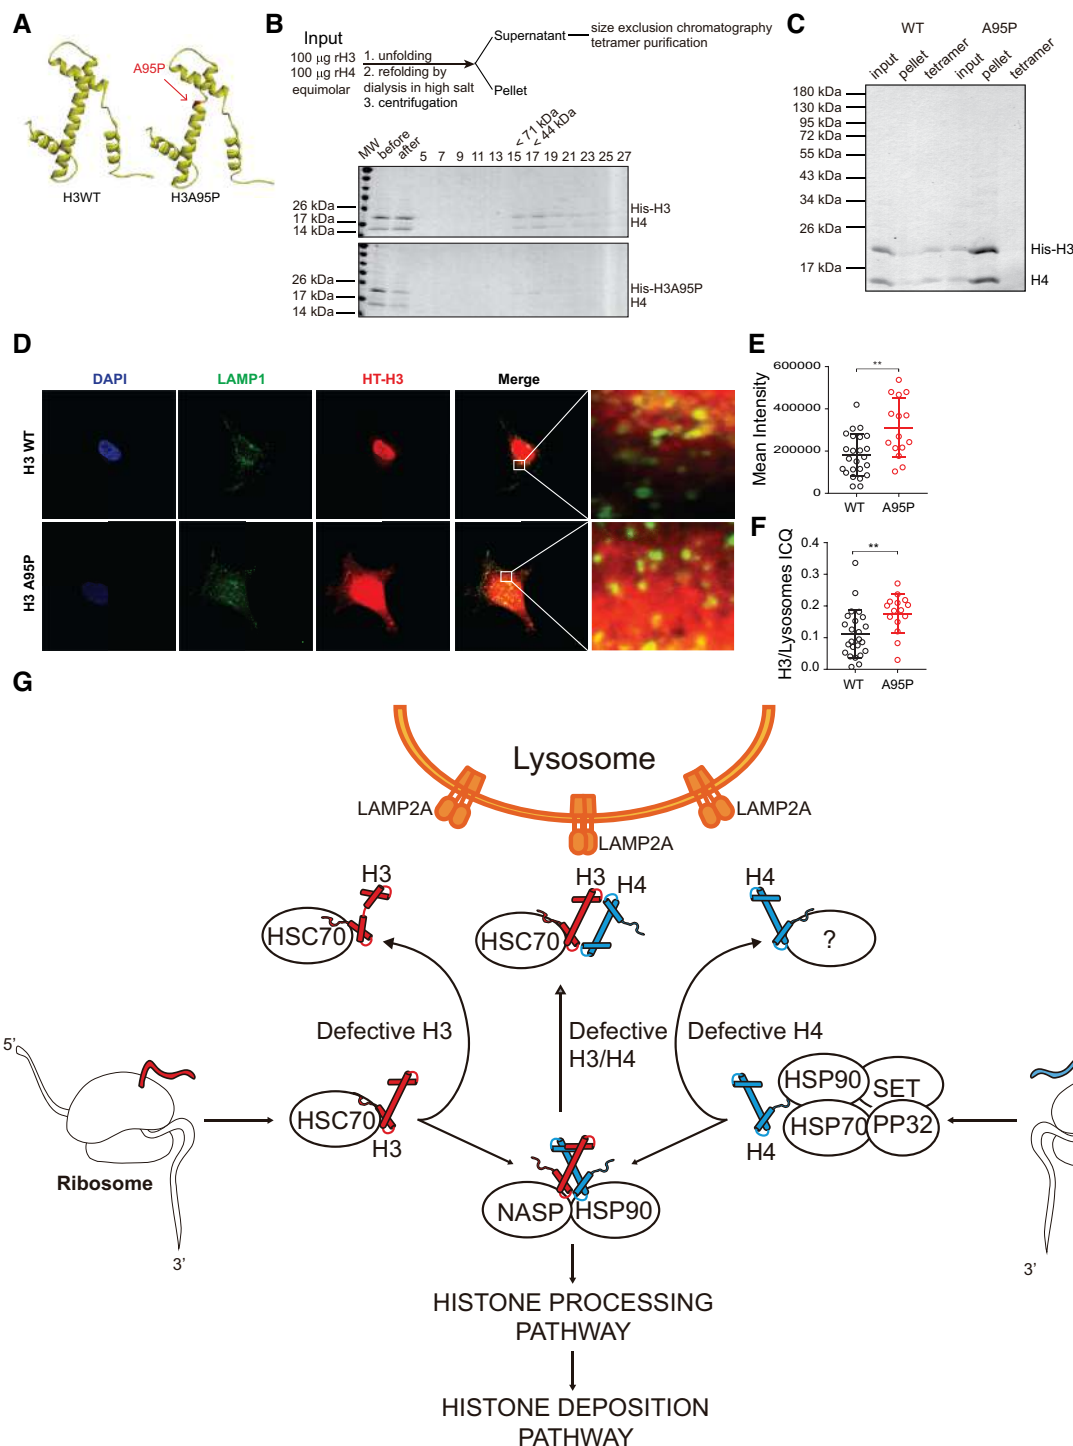 A
A95P
H3WT
H3A95P
B
Input
100 μg rH3
100 μg rH4
equimolar
1. unfolding
2. refolding by
dialysis in high salt
3. centrifugation
Supernatant
size exclusion chromatography
tetramer purification
Pellet
MW before after 5 7 9 11 13 15 17 19 21 23 25 27
< 71 kDa
< 44 kDa
26 kDa
17 kDa
14 kDa
His-H3
H4
26 kDa
17 kDa
14 kDa
His-H3A95P
H4
C
WT A95P
input pellet tetramer input pellet tetramer
180 kDa
130 kDa
95 kDa
72 kDa
55 kDa
43 kDa
34 kDa
26 kDa
17 kDa
His-H3
H4
D
DAPI LAMP1 HT-H3 Merge
H3 WT
H3 A95P
E
Mean Intensity
600000
400000
200000
0
**
WT A95P
F
H3/Lysosomes ICQ
0.4
0.3
0.2
0.1
0.0
**
WT A95P
G
Lysosome
LAMP2A
LAMP2A
LAMP2A
H3
HSC70
H3
H4
HSC70
H4
?
Defective H3
Defective
H3/H4
Defective H4
5'
Ribosome
3'
HSC70
H3
H4
HSP90
SET
HSP70
PP32
3'
NASP
HSP90
HISTONE PROCESSING
PATHWAY
HISTONE DEPOSITION
PATHWAY